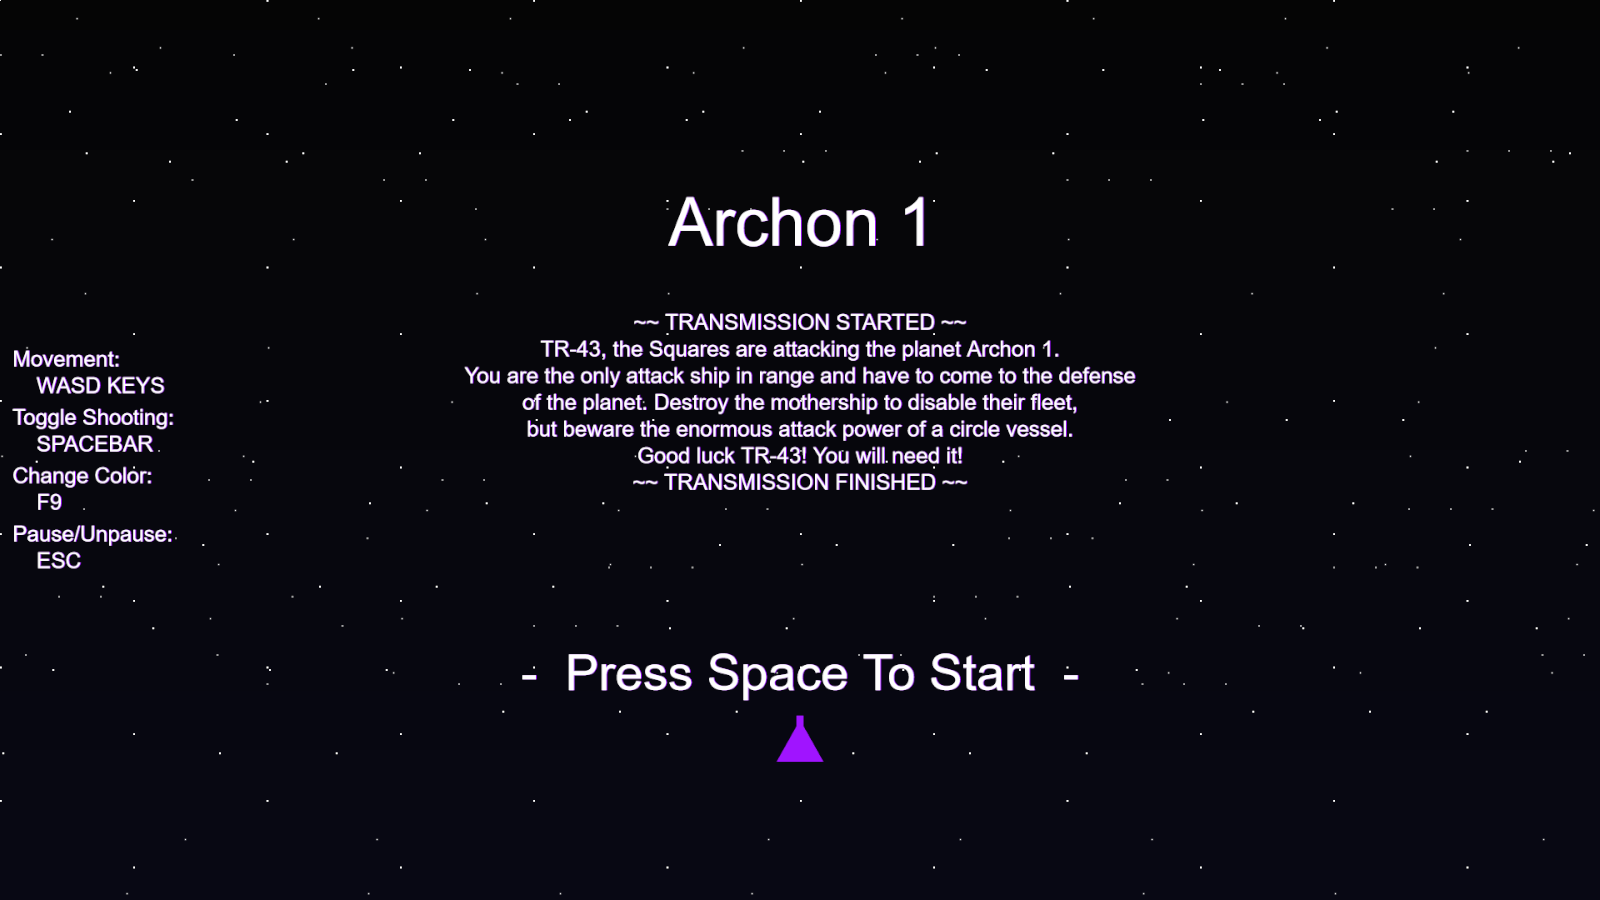 Archon 1
~~ TRANSMISSION STARTED ~~
TR-43, the Squares are attacking the planet Archon 1.
You are the only attack ship in range and have to come to the defense
of the planet. Destroy the mothership to disable their fleet,
but beware the enormous attack power of a circle vessel.
Good luck TR-43! You will need it!
~~ TRANSMISSION FINISHED ~~
Movement:
WASD KEYS
Toggle Shooting:
SPACEBAR
Change Color:
F9
Pause/Unpause:
ESC
- Press Space To Start -